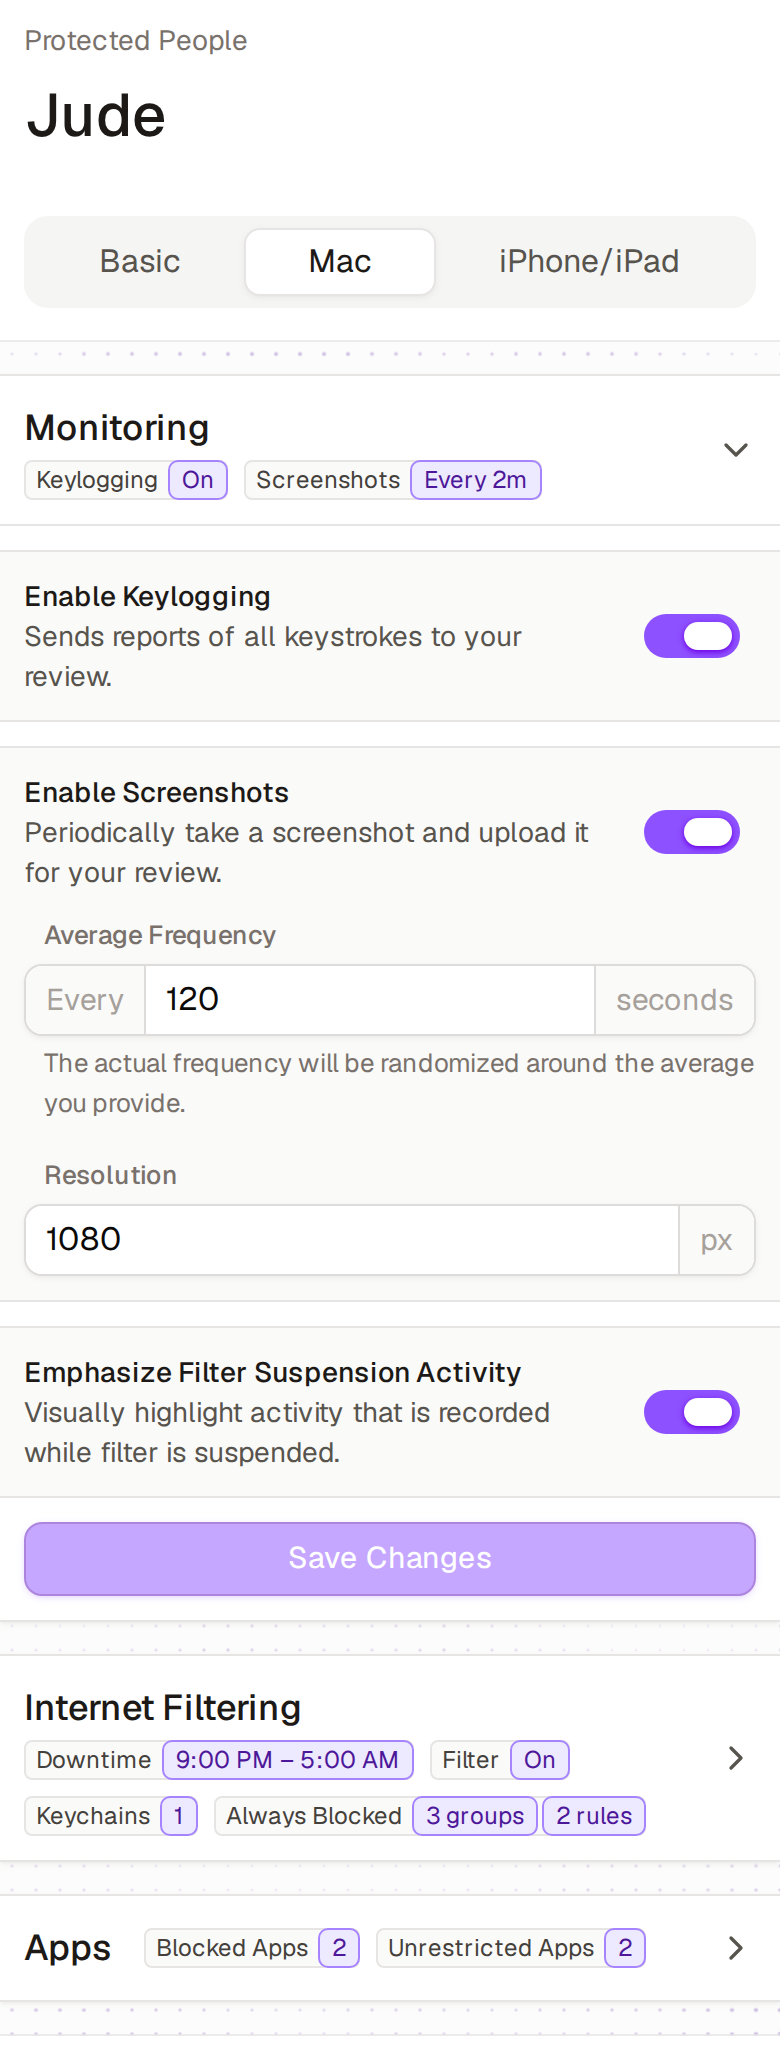 Protected People
Jude
Basic Mac iPhone/iPad
Monitoring
Keylogging On Screenshots Every 2m
Enable Keylogging
Sends reports of all keystrokes to your
review.
Enable Screenshots
Periodically take a screenshot and upload it
for your review.
Average Frequency
Every 120 seconds
The actual frequency will be randomized around the average
you provide.
Resolution
1080 px
Emphasize Filter Suspension Activity
Visually highlight activity that is recorded
while filter is suspended.
Save Changes
Internet Filtering
Downtime 9:00 PM – 5:00 AM Filter On
Keychains 1 Always Blocked 3 groups 2 rules
Apps Blocked Apps 2 Unrestricted Apps 2